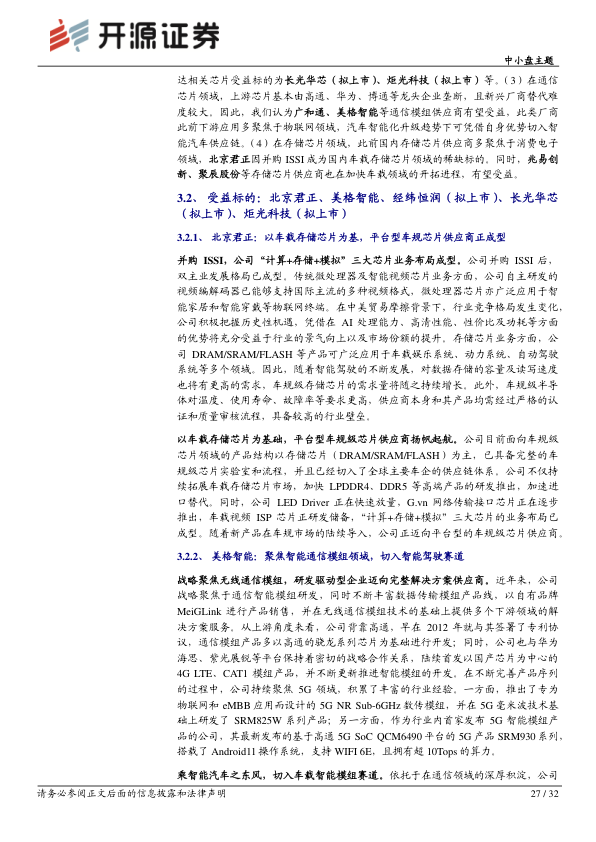 开源证券
中小盘主题
达相关芯片受益标的为长光华芯（拟上市）、炬光科技（拟上市）等。（3）在通信
芯片领域，上游芯片基本由高通、华为、博通等龙头企业垄断，且新兴厂商替代难
度较大。因此，我们认为广和通、美格智能等通信模组供应商有望受益，此类厂商
此前下游应用多聚焦于物联网领域，汽车智能化升级趋势下可凭借自身优势切入智
能汽车供应链。（4）在存储芯片领域，此前国内存储芯片供应商多聚焦于消费电子
领域，北京君正因并购 ISSI 成为国内车载存储芯片领域的稀缺标的。同时，兆易创
新、聚辰股份等存储芯片供应商也在加快车载领域的开拓进程，有望受益。
3.2、 受益标的：北京君正、美格智能、经纬恒润（拟上市）、长光华芯
（拟上市）、炬光科技（拟上市）
3.2.1、 北京君正：以车载存储芯片为基，平台型车规芯片供应商正成型
并购 ISSI，公司“计算+存储+模拟”三大芯片业务布局成型。公司并购 ISSI 后，
双主业发展格局已成型。传统微处理器及智能视频芯片业务方面，公司自主研发的
视频编解码器已能够支持国际主流的多种视频格式、微处理器芯片亦广泛应用于智
能家居和智能穿戴等物联网终端。在中美贸易摩擦背景下，行业竞争格局发生变化，
公司积极把握历史性机遇，凭借在 AI 处理能力、高清性能、性价比及功耗等方面
的优势将充分受益于行业的景气向上以及市场份额的提升。存储芯片业务方面，公
司 DRAM/SRAM/FLASH 等产品可广泛应用于车载娱乐系统、动力系统、自动驾驶
系统等多个领域。因此，随着智能驾驶的不断发展，对数据存储的容量及读写速度
也将有更高的需求，车规级存储芯片的需求量将随之持续增长。此外，车规级半导
体对温度、使用寿命、故障率等要求更高，供应商本身和其产品均需经过严格的认
证和质量审核流程，具备较高的行业壁垒。
以车载存储芯片为基础，平台型车规级芯片供应商扬帆起航。公司目前面向车规级
芯片领域的产品结构以存储芯片（DRAM/SRAM/FLASH）为主，已具备完整的车
规级芯片实验室和流程，并且已经切入了全球主要车企的供应链体系。公司不仅持
续拓展车载存储芯片市场，加快 LPDDR4、DDR5 等高端产品的研发推出，加速进
口替代。同时，公司 LED Driver 正在快速放量，G.vn 网络传输接口芯片正在逐步
推出，车载视频 ISP 芯片正研发储备，“计算+存储+模拟”三大芯片的业务布局已
成型。随着新产品在车规市场的陆续导入，公司正迈向平台型的车规级芯片供应商。
3.2.2、 美格智能：聚焦智能通信模组领域，切入智能驾驶赛道
战略聚焦无线通信模组，研发驱动型企业迈向完整解决方案供应商。近年来，公司
战略聚焦于通信智能模组研发，同时不断丰富数据传输模组产品线，以自有品牌
MeiGLink 进行产品销售，并在无线通信模组技术的基础上提供多个下游领域的解
决方案服务。从上游角度来看，公司背靠高通，早在 2012 年就与其签署了专利协
议，通信模组产品多以高通的骁龙系列芯片为基础进行开发；同时，公司也与华为
海思、紫光展锐等平台保持着密切的战略合作关系，陆续首发以国产芯片为中心的
4G LTE、CAT1 模组产品，并不断更新推进智能模组的开发。在不断完善产品序列
的过程中，公司持续聚焦 5G 领域，积累了丰富的行业经验。一方面，推出了专为
物联网和 eMBB 应用而设计的 5G NR Sub-6GHz 数传模组，并在 5G 毫米波技术基
础上研发了 SRM825W 系列产品；另一方面，作为行业内首家发布 5G 智能模组产
品的公司，其最新发布的基于高通 5G SoC QCM6490 平台的 5G 产品 SRM930 系列，
搭载了 Android11 操作系统，支持 WIFI 6E，且拥有超 10Tops 的算力。
乘智能汽车之东风，切入车载智能模组赛道。依托于在通信领域的深厚积淀，公司
请务必参阅正文后面的信息披露和法律声明
27 / 32